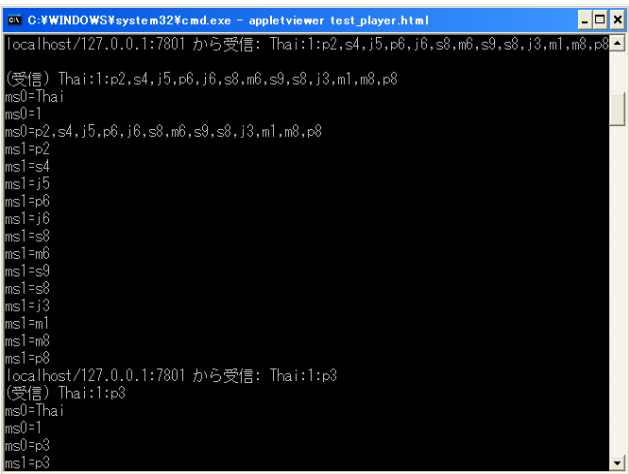 C:¥WINDOWS¥system32¥cmd.exe - appletviewer test_player.html
localhost/127.0.0.1:7801 から受信: Thai:1:p2,s4,j5,p6,j6,s8,m6,s9,s8,j3,m1,m8,p8
(受信) Thai:1:p2,s4,j5,p6,j6,s8,m6,s9,s8,j3,m1,m8,p8
ms0=Thai
ms0=1
ms0=p2,s4,j5,p6,j6,s8,m6,s9,s8,j3,m1,m8,p8
ms1=p2
ms1=s4
ms1=j5
ms1=p6
ms1=j6
ms1=s8
ms1=m6
ms1=s9
ms1=s8
ms1=j3
ms1=m1
ms1=m8
ms1=p8
localhost/127.0.0.1:7801 から受信: Thai:1:p3
(受信) Thai:1:p3
ms0=Thai
ms0=1
ms0=p3
ms1=p3